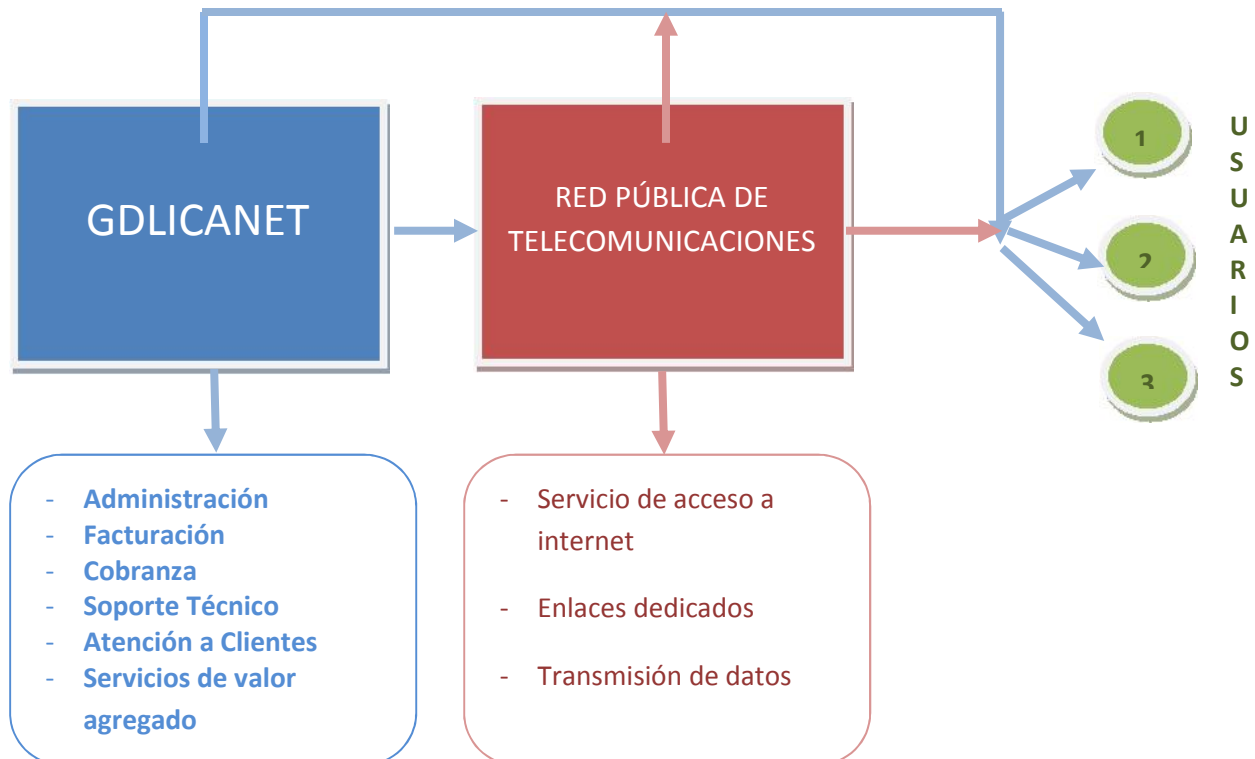 GDLICANET
RED PÚBLICA DE
TELECOMUNICACIONES
1
2
3
USUARIOS
- Administración
- Facturación
- Cobranza
- Soporte Técnico
- Atención a Clientes
- Servicios de valor
agregado
- Servicio de acceso a
internet
- Enlaces dedicados
- Transmisión de datos